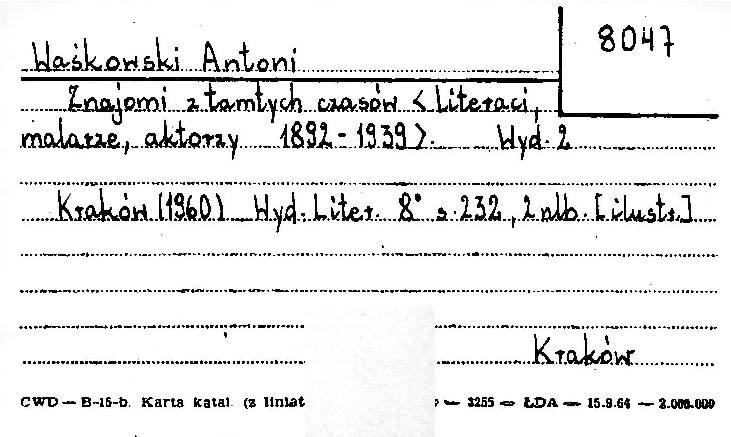 8047
Waśkowski Antoni
Znajomi z tamtych czasów <Literaci,
malarze, aktorzy 1892-1939>. Wyd. 2
Kraków (1960) Wyd. Liter. 8° s. 232, 2 nlb. [ilustr.]
Kraków
CWD — B-15-b. Karta katal. (z liniat — 3255 — ŁDA — 15.9.64 — 2.000.000